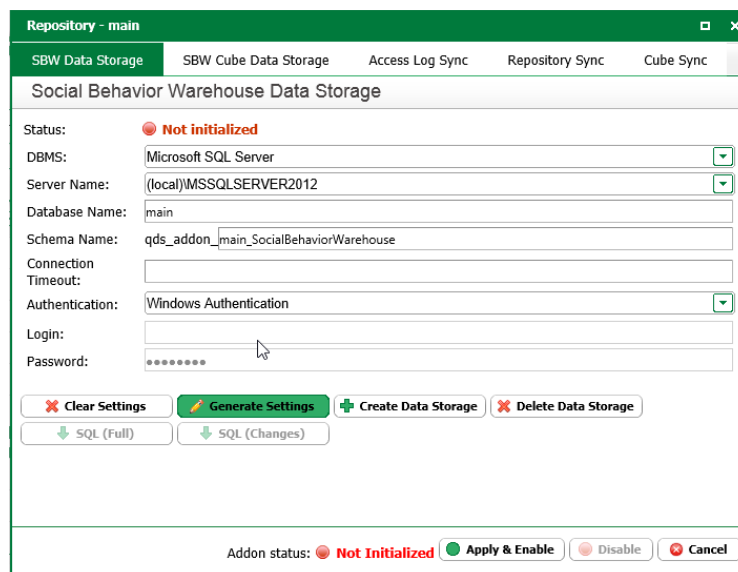 Repository - main
SBW Data Storage SBW Cube Data Storage Access Log Sync Repository Sync Cube Sync
Social Behavior Warehouse Data Storage
Status: Not initialized
DBMS: Microsoft SQL Server
Server Name: (local)\MSSQLSERVER2012
Database Name: main
Schema Name: qds_addon_main_SocialBehaviorWarehouse
Connection
Timeout:
Authentication: Windows Authentication
Login:
Password: ••••••••
Clear Settings Generate Settings Create Data Storage Delete Data Storage
SQL (Full) SQL (Changes)
Addon status: Not Initialized Apply & Enable Disable Cancel